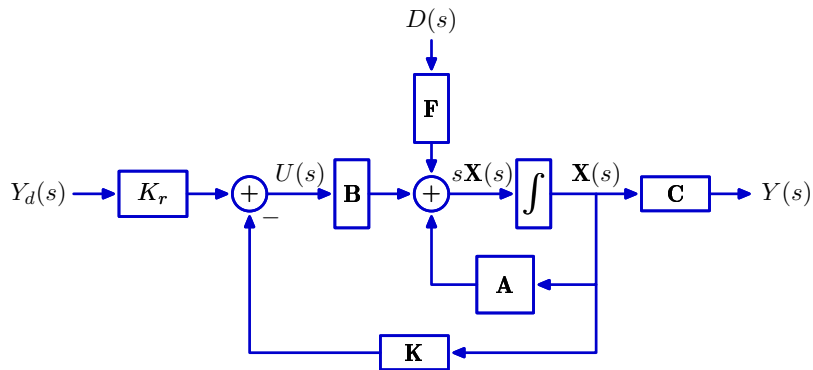 D(s)
F
Y_d(s) K_r + U(s) B + sX(s) ∫ X(s) C Y(s)
−
A
K